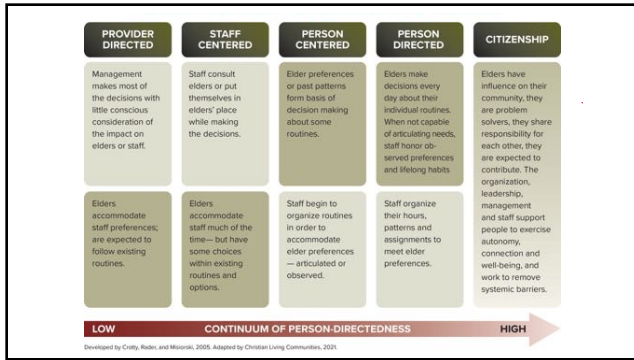 PROVIDER
DIRECTED
STAFF
CENTERED
PERSON
CENTERED
PERSON
DIRECTED
CITIZENSHIP
Management
makes most of
the decisions with
little conscious
consideration of
the impact on
elders or staff.
Staff consult
elders or put
themselves in
elders' place
while making
the decisions.
Elder preferences
or past patterns
form basis of
decision making
about some
routines.
Elders make
decisions every
day about their
individual routines.
When not capable
of articulating needs,
staff honor ob-
served preferences
and lifelong habits
Elders have
influence on their
community, they
are problem
solvers, they share
responsibility for
each other, they
are expected to
contribute. The
organization,
leadership,
management
and staff support
people to exercise
autonomy,
connection and
well-being, and
work to remove
systemic barriers.
Elders
accommodate
staff preferences;
are expected to
follow existing
routines.
Elders
accommodate
staff much of the
time— but have
some choices
within existing
routines and
options.
Staff begin to
organize routines
in order to
accommodate
elder preferences
— articulated or
observed.
Staff organize
their hours,
patterns and
assignments to
meet elder
preferences.
LOW CONTINUUM OF PERSON-DIRECTEDNESS HIGH
Developed by Crotty, Rader, and Misiorski, 2005. Adapted by Christian Living Communities, 2021.